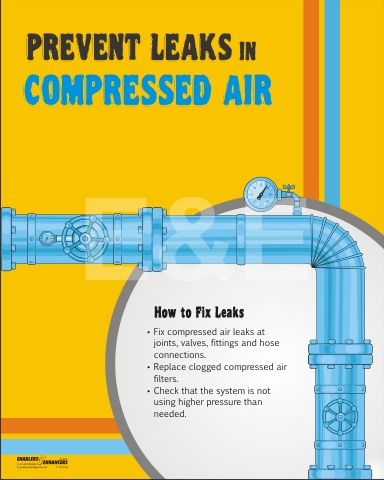 PREVENT LEAKS IN
COMPRESSED AIR
E&E
How to Fix Leaks
• Fix compressed air leaks at
joints, valves, fittings and hose
connections.
• Replace clogged compressed air
filters.
• Check that the system is not
using higher pressure than
needed.
ENABLERS & ENHANCERS